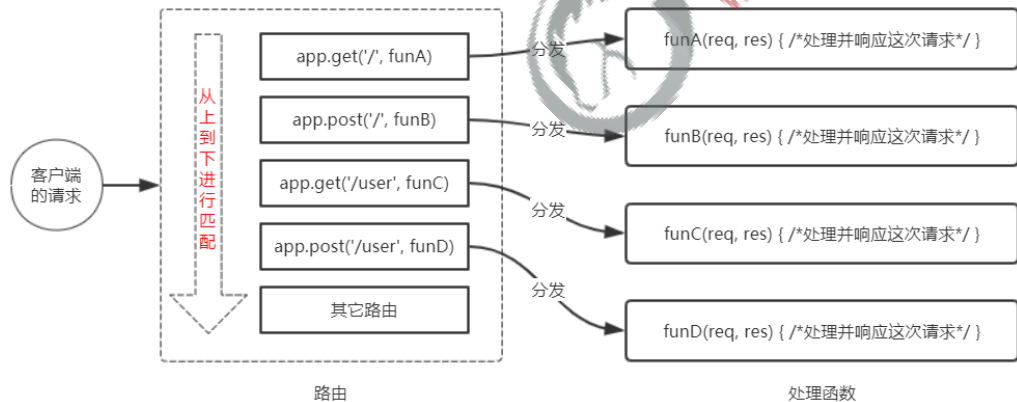 客户端
的请求
从上到下进行匹配
app.get('/', funA)
app.post('/', funB)
app.get('/user', funC)
app.post('/user', funD)
其它路由
路由
分发
分发
分发
分发
funA(req, res) { /*处理并响应这次请求*/ }
funB(req, res) { /*处理并响应这次请求*/ }
funC(req, res) { /*处理并响应这次请求*/ }
funD(req, res) { /*处理并响应这次请求*/ }
处理函数